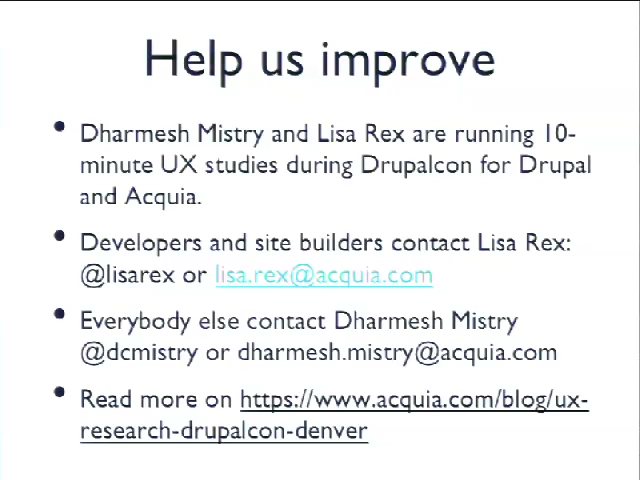 Help us improve
• Dharmesh Mistry and Lisa Rex are running 10-
minute UX studies during Drupalcon for Drupal
and Acquia.
• Developers and site builders contact Lisa Rex:
@lisarex or lisa.rex@acquia.com
• Everybody else contact Dharmesh Mistry
@dcmistry or dharmesh.mistry@acquia.com
• Read more on https://www.acquia.com/blog/ux-
research-drupalcon-denver